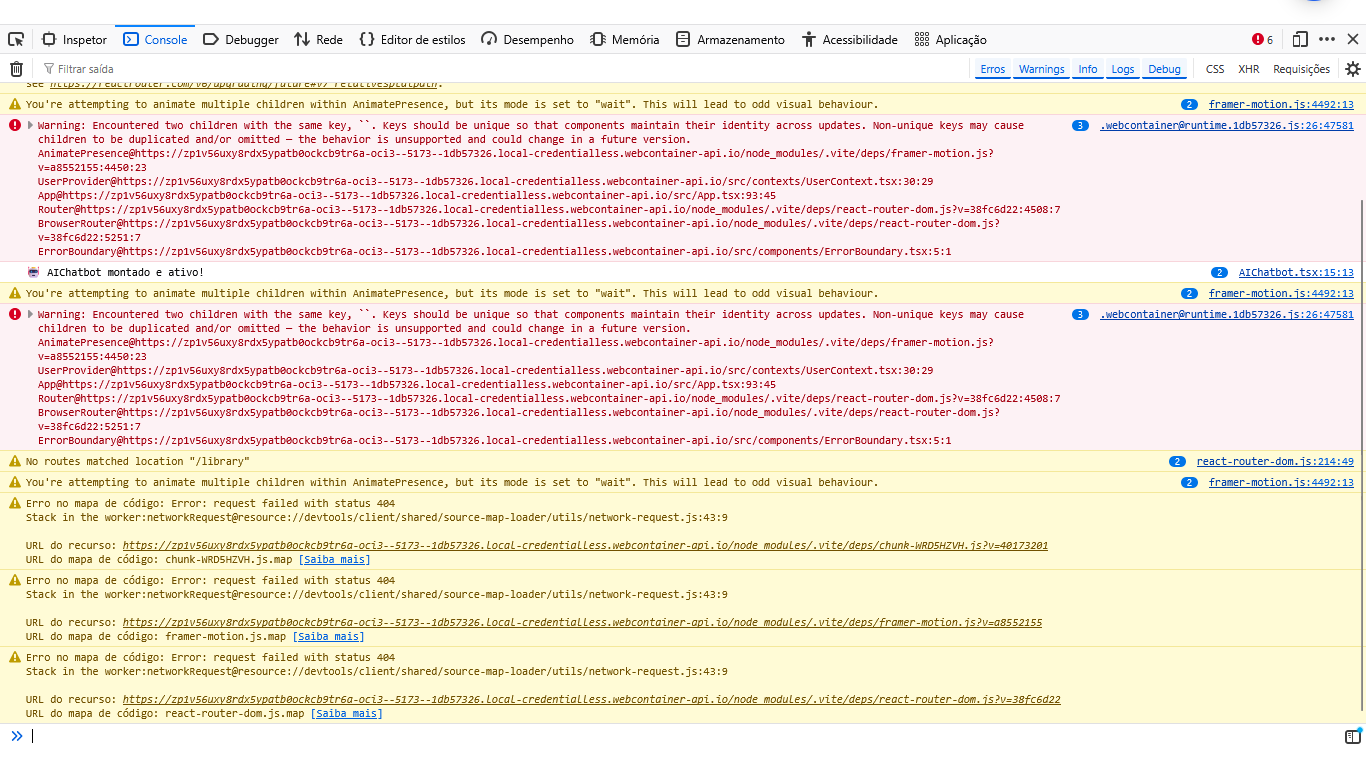 Inspetor Console Debugger Rede Editor de estilos Desempenho Memória Armazenamento Acessibilidade Aplicação 6
Filtrar saída Erros Warnings Info Logs Debug CSS XHR Requisições
see https://reactrouter.com/v6/upgrading/future#v7_relativesplatpath.
You're attempting to animate multiple children within AnimatePresence, but its mode is set to "wait". This will lead to odd visual behaviour. 2 framer-motion.js:4492:13
Warning: Encountered two children with the same key, ``. Keys should be unique so that components maintain their identity across updates. Non-unique keys may cause 3 .webcontainer@runtime.1db57326.js:26:47581
children to be duplicated and/or omitted — the behavior is unsupported and could change in a future version.
AnimatePresence@https://zp1v56uxy8rdx5ypatb0ockcb9tr6a-oci3--5173--1db57326.local-credentialless.webcontainer-api.io/node_modules/.vite/deps/framer-motion.js?
v=a8552155:4450:23
UserProvider@https://zp1v56uxy8rdx5ypatb0ockcb9tr6a-oci3--5173--1db57326.local-credentialless.webcontainer-api.io/src/contexts/UserContext.tsx:30:29
App@https://zp1v56uxy8rdx5ypatb0ockcb9tr6a-oci3--5173--1db57326.local-credentialless.webcontainer-api.io/src/App.tsx:93:45
Router@https://zp1v56uxy8rdx5ypatb0ockcb9tr6a-oci3--5173--1db57326.local-credentialless.webcontainer-api.io/node_modules/.vite/deps/react-router-dom.js?v=38fc6d22:4508:7
BrowserRouter@https://zp1v56uxy8rdx5ypatb0ockcb9tr6a-oci3--5173--1db57326.local-credentialless.webcontainer-api.io/node_modules/.vite/deps/react-router-dom.js?
v=38fc6d22:5251:7
ErrorBoundary@https://zp1v56uxy8rdx5ypatb0ockcb9tr6a-oci3--5173--1db57326.local-credentialless.webcontainer-api.io/src/components/ErrorBoundary.tsx:5:1
AIChatbot montado e ativo! 2 AIChatbot.tsx:15:13
You're attempting to animate multiple children within AnimatePresence, but its mode is set to "wait". This will lead to odd visual behaviour. 2 framer-motion.js:4492:13
Warning: Encountered two children with the same key, ``. Keys should be unique so that components maintain their identity across updates. Non-unique keys may cause 3 .webcontainer@runtime.1db57326.js:26:47581
children to be duplicated and/or omitted — the behavior is unsupported and could change in a future version.
AnimatePresence@https://zp1v56uxy8rdx5ypatb0ockcb9tr6a-oci3--5173--1db57326.local-credentialless.webcontainer-api.io/node_modules/.vite/deps/framer-motion.js?
v=a8552155:4450:23
UserProvider@https://zp1v56uxy8rdx5ypatb0ockcb9tr6a-oci3--5173--1db57326.local-credentialless.webcontainer-api.io/src/contexts/UserContext.tsx:30:29
App@https://zp1v56uxy8rdx5ypatb0ockcb9tr6a-oci3--5173--1db57326.local-credentialless.webcontainer-api.io/src/App.tsx:93:45
Router@https://zp1v56uxy8rdx5ypatb0ockcb9tr6a-oci3--5173--1db57326.local-credentialless.webcontainer-api.io/node_modules/.vite/deps/react-router-dom.js?v=38fc6d22:4508:7
BrowserRouter@https://zp1v56uxy8rdx5ypatb0ockcb9tr6a-oci3--5173--1db57326.local-credentialless.webcontainer-api.io/node_modules/.vite/deps/react-router-dom.js?
v=38fc6d22:5251:7
ErrorBoundary@https://zp1v56uxy8rdx5ypatb0ockcb9tr6a-oci3--5173--1db57326.local-credentialless.webcontainer-api.io/src/components/ErrorBoundary.tsx:5:1
No routes matched location "/library" 2 react-router-dom.js:214:49
You're attempting to animate multiple children within AnimatePresence, but its mode is set to "wait". This will lead to odd visual behaviour. 2 framer-motion.js:4492:13
Erro no mapa de código: Error: request failed with status 404
Stack in the worker:networkRequest@resource://devtools/client/shared/source-map-loader/utils/network-request.js:43:9
URL do recurso: https://zp1v56uxy8rdx5ypatb0ockcb9tr6a-oci3--5173--1db57326.local-credentialless.webcontainer-api.io/node_modules/.vite/deps/chunk-WRD5HZVH.js?v=40173201
URL do mapa de código: chunk-WRD5HZVH.js.map [Saiba mais]
Erro no mapa de código: Error: request failed with status 404
Stack in the worker:networkRequest@resource://devtools/client/shared/source-map-loader/utils/network-request.js:43:9
URL do recurso: https://zp1v56uxy8rdx5ypatb0ockcb9tr6a-oci3--5173--1db57326.local-credentialless.webcontainer-api.io/node_modules/.vite/deps/framer-motion.js?v=a8552155
URL do mapa de código: framer-motion.js.map [Saiba mais]
Erro no mapa de código: Error: request failed with status 404
Stack in the worker:networkRequest@resource://devtools/client/shared/source-map-loader/utils/network-request.js:43:9
URL do recurso: https://zp1v56uxy8rdx5ypatb0ockcb9tr6a-oci3--5173--1db57326.local-credentialless.webcontainer-api.io/node_modules/.vite/deps/react-router-dom.js?v=38fc6d22
URL do mapa de código: react-router-dom.js.map [Saiba mais]